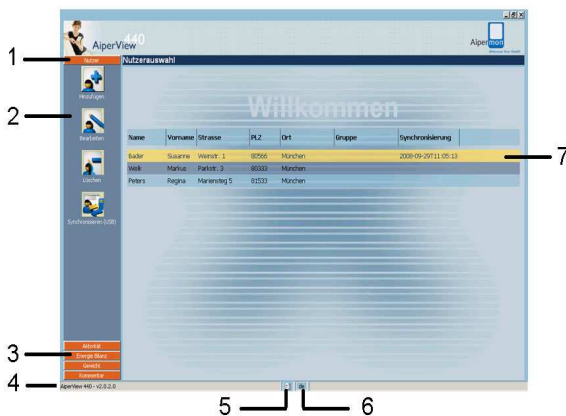 440
AiperView
Aipermon
1 Nutzer Nutzerauswahl
Hinzufügen
Willkommen
2
Bearbeiten
Name Vorname Strasse PLZ Ort Gruppe Synchronisierung
Bader Susanne Weinstr. 1 80566 München 2008-09-29T11:05:13 7
Welk Markus Parkstr. 3 80333 München
Peters Regina Mariensteg 5 81533 München
Löschen
Synchronisieren (USB)
Aktivität
3 Energie Bilanz
Gewicht
Kommentar
4 AiperView 440 - v2.0.2.0
de
5 6